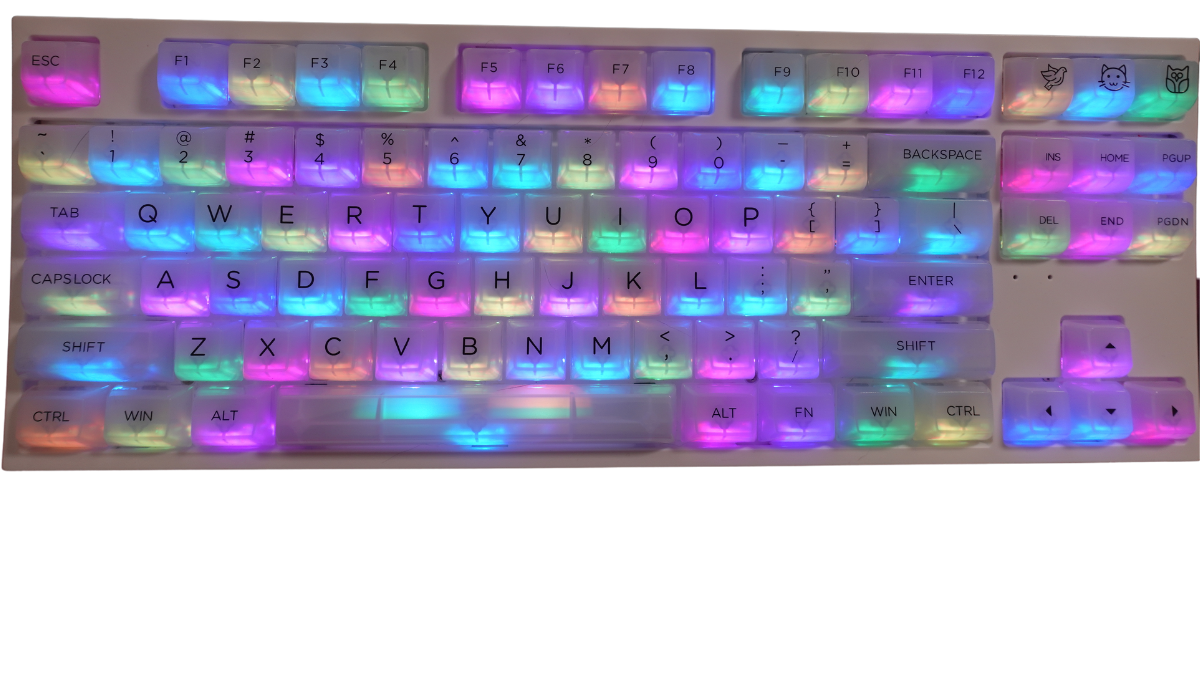 ESC F1 F2 F3 F4 F5 F6 F7 F8 F9 F10 F11 F12
~ ! @ # $ % ^ & * ( ) — +
` 1 2 3 4 5 6 7 8 9 0 - = BACKSPACE INS HOME PGUP
TAB Q W E R T Y U I O P { } | DEL END PGDN
[ ] \
CAPSLOCK A S D F G H J K L : " ENTER
; ,
SHIFT Z X C V B N M < > ? SHIFT
, . /
CTRL WIN ALT ALT FN WIN CTRL